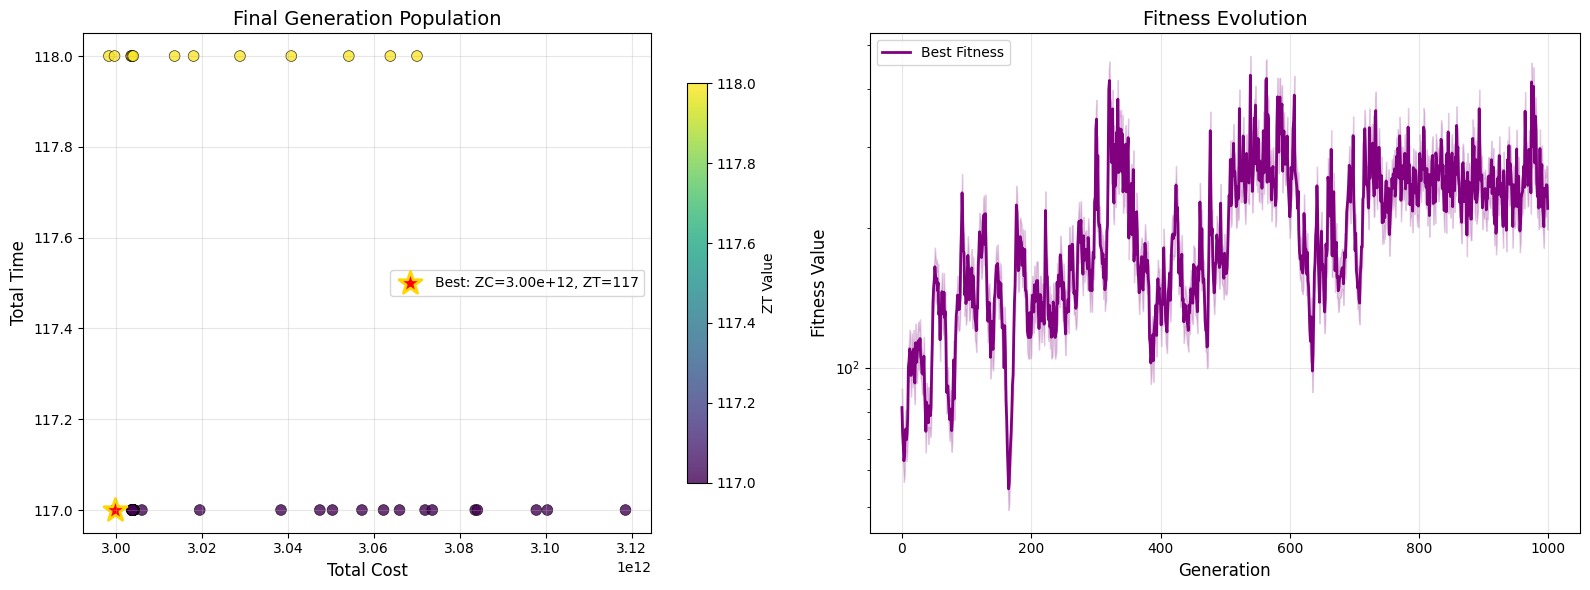 Final Generation Population
Total Time
118.0
117.8
117.6
117.4
117.2
117.0
Best: ZC=3.00e+12, ZT=117
3.00
3.02
3.04
3.06
3.08
3.10
3.12
1e12
Total Cost
118.0
117.8
117.6
117.4
117.2
117.0
ZT Value
Fitness Evolution
Best Fitness
Fitness Value
10²
0
200
400
600
800
1000
Generation